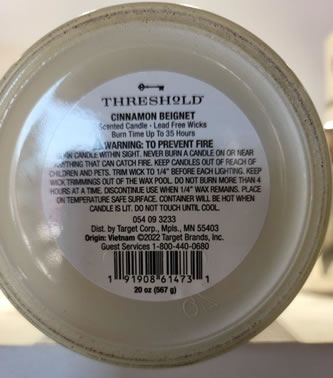 THRESHOLD™
CINNAMON BEIGNET
Scented Candle - Lead Free Wicks
Burn Time Up To 35 Hours
WARNING: TO PREVENT FIRE
BURN CANDLE WITHIN SIGHT. NEVER BURN A CANDLE ON OR NEAR
ANYTHING THAT CAN CATCH FIRE. KEEP CANDLES OUT OF REACH OF
CHILDREN AND PETS. TRIM WICK TO 1/4" BEFORE EACH LIGHTING. KEEP
WICK TRIMMINGS OUT OF THE WAX POOL. DO NOT BURN MORE THAN 4
HOURS AT A TIME. DISCONTINUE USE WHEN 1/4" WAX REMAINS. PLACE
ON TEMPERATURE SAFE SURFACE. CONTAINER WILL BE HOT WHEN
CANDLE IS LIT. DO NOT TOUCH UNTIL COOL.
054 09 3233
Dist. by Target Corp., Mpls., MN 55403
Origin: Vietnam ©2022 Target Brands, Inc.
Guest Services 1-800-440-0680
1 91908 61473 1
20 oz (567 g)